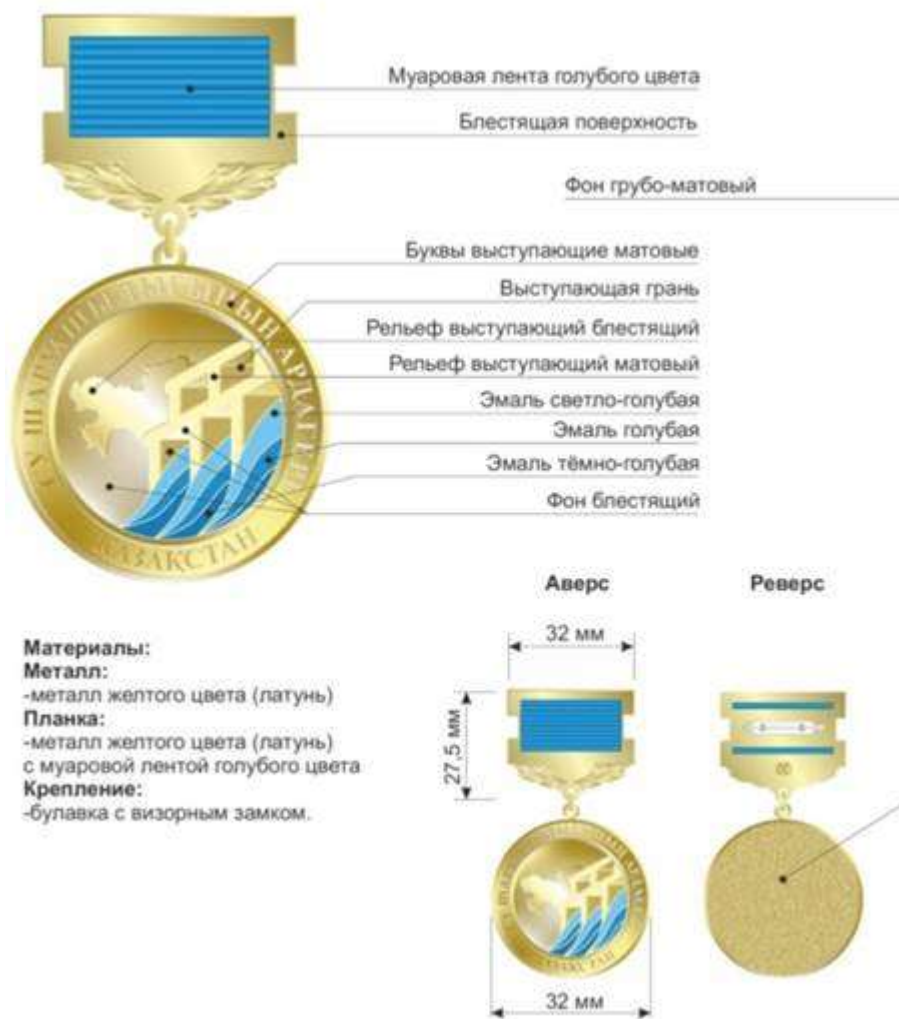 Муаровая лента голубого цвета
Блестящая поверхность
Фон грубо-матовый
Буквы выступающие матовые
Выступающая грань
Рельеф выступающий блестящий
Рельеф выступающий матовый
Эмаль светло-голубая
Эмаль голубая
Эмаль тёмно-голубая
Фон блестящий
СУ ШАРУАШЫЛЫҒЫНЫҢ АРДАГЕРІ
ҚАЗАҚСТАН
Аверс
Реверс
32 мм
27,5 мм
32 мм
Материалы:
Металл:
-металл желтого цвета (латунь)
Планка:
-металл желтого цвета (латунь)
с муаровой лентой голубого цвета
Крепление:
-булавка с визорным замком.